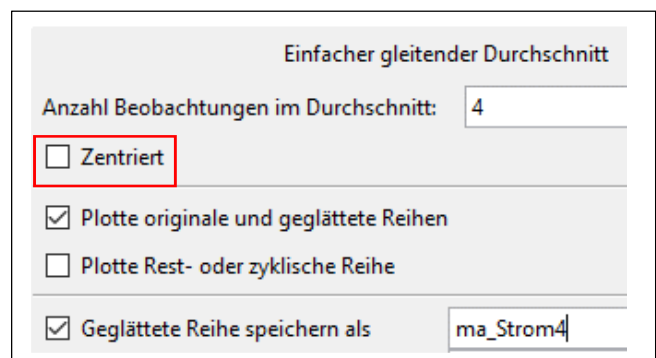 Einfacher gleitender Durchschnitt
Anzahl Beobachtungen im Durchschnitt: 4
Zentriert
Plotte originale und geglättete Reihen
Plotte Rest- oder zyklische Reihe
Geglättete Reihe speichern als ma_Strom4